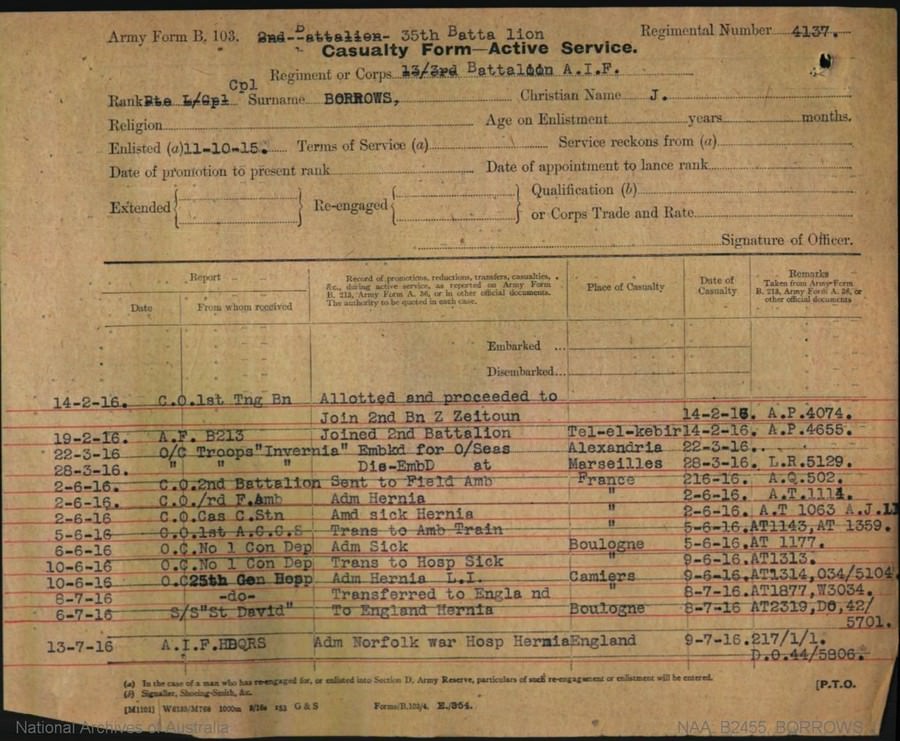 Army Form B. 103. 2nd Battalion- 35th Batta lion Regimental Number 4137.
Casualty Form—Active Service.
Regiment or Corps 13/3rd Battalion A.I.F.
Cpl
Rank Pte L/Cpl Surname BORROWS, Christian Name J.
Religion Age on Enlistment years months.
Enlisted (a) 11-10-15. Terms of Service (a) Service reckons from (a)
Date of promotion to present rank Date of appointment to lance rank
Extended { } Re-engaged { } Qualification (b)
or Corps Trade and Rate
Signature of Officer.
Report Record of promotions, reductions, transfers, casualties, &c., during active service, as reported on Army Form B. 213, Army Form A. 36, or in other official documents. The authority to be quoted in each case. Place of Casualty Date of Casualty Remarks Taken from Army Form B. 213, Army Form A. 36, or other official documents
Date From whom received
Embarked ...
Disembarked...
14-2-16. C.O.1st Tng Bn Allotted and proceeded to
Join 2nd Bn Z Zeitoun 14-2-16. A.P.4074.
19-2-16. A.F. B213 Joined 2nd Battalion Tel-el-kebir 14-2-16. A.P.4655.
22-3-16 O/C Troops"Invernia" Embkd for O/Seas Alexandria 22-3-16..
28-3-16. " " " Dis-EmbD at Marseilles 28-3-16. L.R.5129.
2-6-16. C.O.2nd Battalion Sent to Field Amb France 216-16. A.Q.502.
2-6-16. C.O./rd F.Amb Adm Hernia " 2-6-16. A.T.1114.
2-6-16 C.O.Cas C.Stn Amd sick Hernia " 2-6-16. A.T 1063 A.J.11
5-6-16 C.O.1st A.C.C.S Trans to Amb Train " 5-6-16.AT1143,AT 1359.
6-6-16 O.C.No 1 Con Dep Adm Sick Boulogne 5-6-16.AT 1177.
10-6-16 O.C.No 1 Con Dep Trans to Hosp Sick " 9-6-16.AT1313.
10-6-16 O.C25th Gen Hosp Adm Hernia L.I. Camiers 9-6-16.AT1314,034/5104
8-7-16 -do- Transferred to Engla nd " 8-7-16.AT1877,W3034.
6-7-16 S/S"St David" To England Hernia Boulogne 8-7-16 AT2319,DO,42/
5701.
13-7-16 A.I.F.HBQRS Adm Norfolk war Hosp Hernia England 9-7-16.217/1/1.
D.O.44/5806.
(a) In the case of a man who has re-engaged for, or enlisted into Section D, Army Reserve, particulars of such re-engagement or enlistment will be entered.
(b) Signaller, Shoeing-Smith, &c.
[P.T.O.
[M1101] W6185/M768 1000m 2/16s 153 G & S Forms/B.103/4. E./354.
National Archives of Australia NAA: B2455, BORROWS